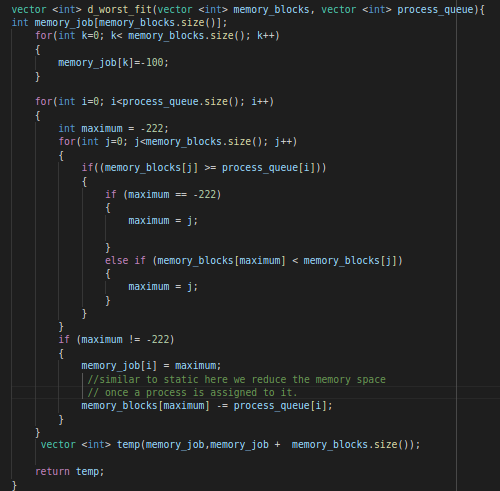 vector <int> d_worst_fit(vector <int> memory_blocks, vector <int> process_queue){
int memory_job[memory_blocks.size()];
    for(int k=0; k< memory_blocks.size(); k++)
    {
        memory_job[k]=-100;
    }

    for(int i=0; i<process_queue.size(); i++)
    {
        int maximum = -222;
        for(int j=0; j<memory_blocks.size(); j++)
        {
            if((memory_blocks[j] >= process_queue[i]))
            {
                if (maximum == -222)
                {
                    maximum = j;

                }
                else if (memory_blocks[maximum] < memory_blocks[j])
                {
                    maximum = j;
                }
            }
        }
        if (maximum != -222)
        {
            memory_job[i] = maximum;
             //similar to static here we reduce the memory space
             // once a process is assigned to it.
            memory_blocks[maximum] -= process_queue[i];
        }
    }
     vector <int> temp(memory_job,memory_job +  memory_blocks.size());

    return temp;
}